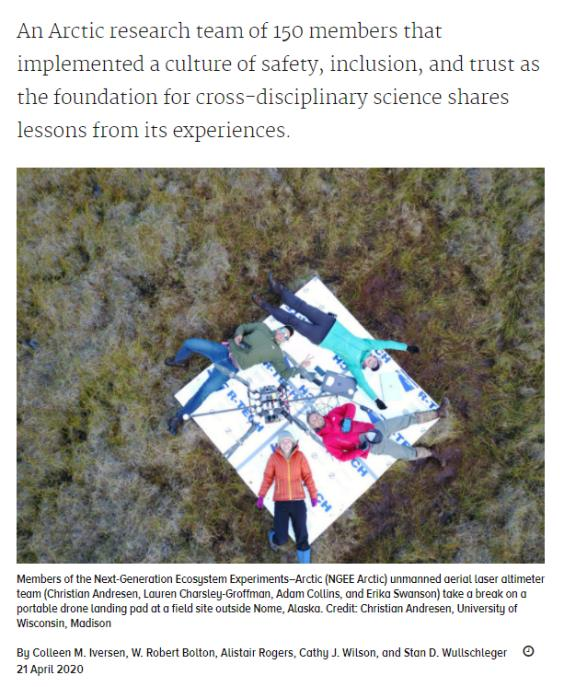 An Arctic research team of 150 members that
implemented a culture of safety, inclusion, and trust as
the foundation for cross-disciplinary science shares
lessons from its experiences.
R-TECH
R-TECH
Members of the Next-Generation Ecosystem Experiments–Arctic (NGEE Arctic) unmanned aerial laser altimeter
team (Christian Andresen, Lauren Charsley-Groffman, Adam Collins, and Erika Swanson) take a break on a
portable drone landing pad at a field site outside Nome, Alaska. Credit: Christian Andresen, University of
Wisconsin, Madison
By Colleen M. Iversen, W. Robert Bolton, Alistair Rogers, Cathy J. Wilson, and Stan D. Wullschleger
21 April 2020